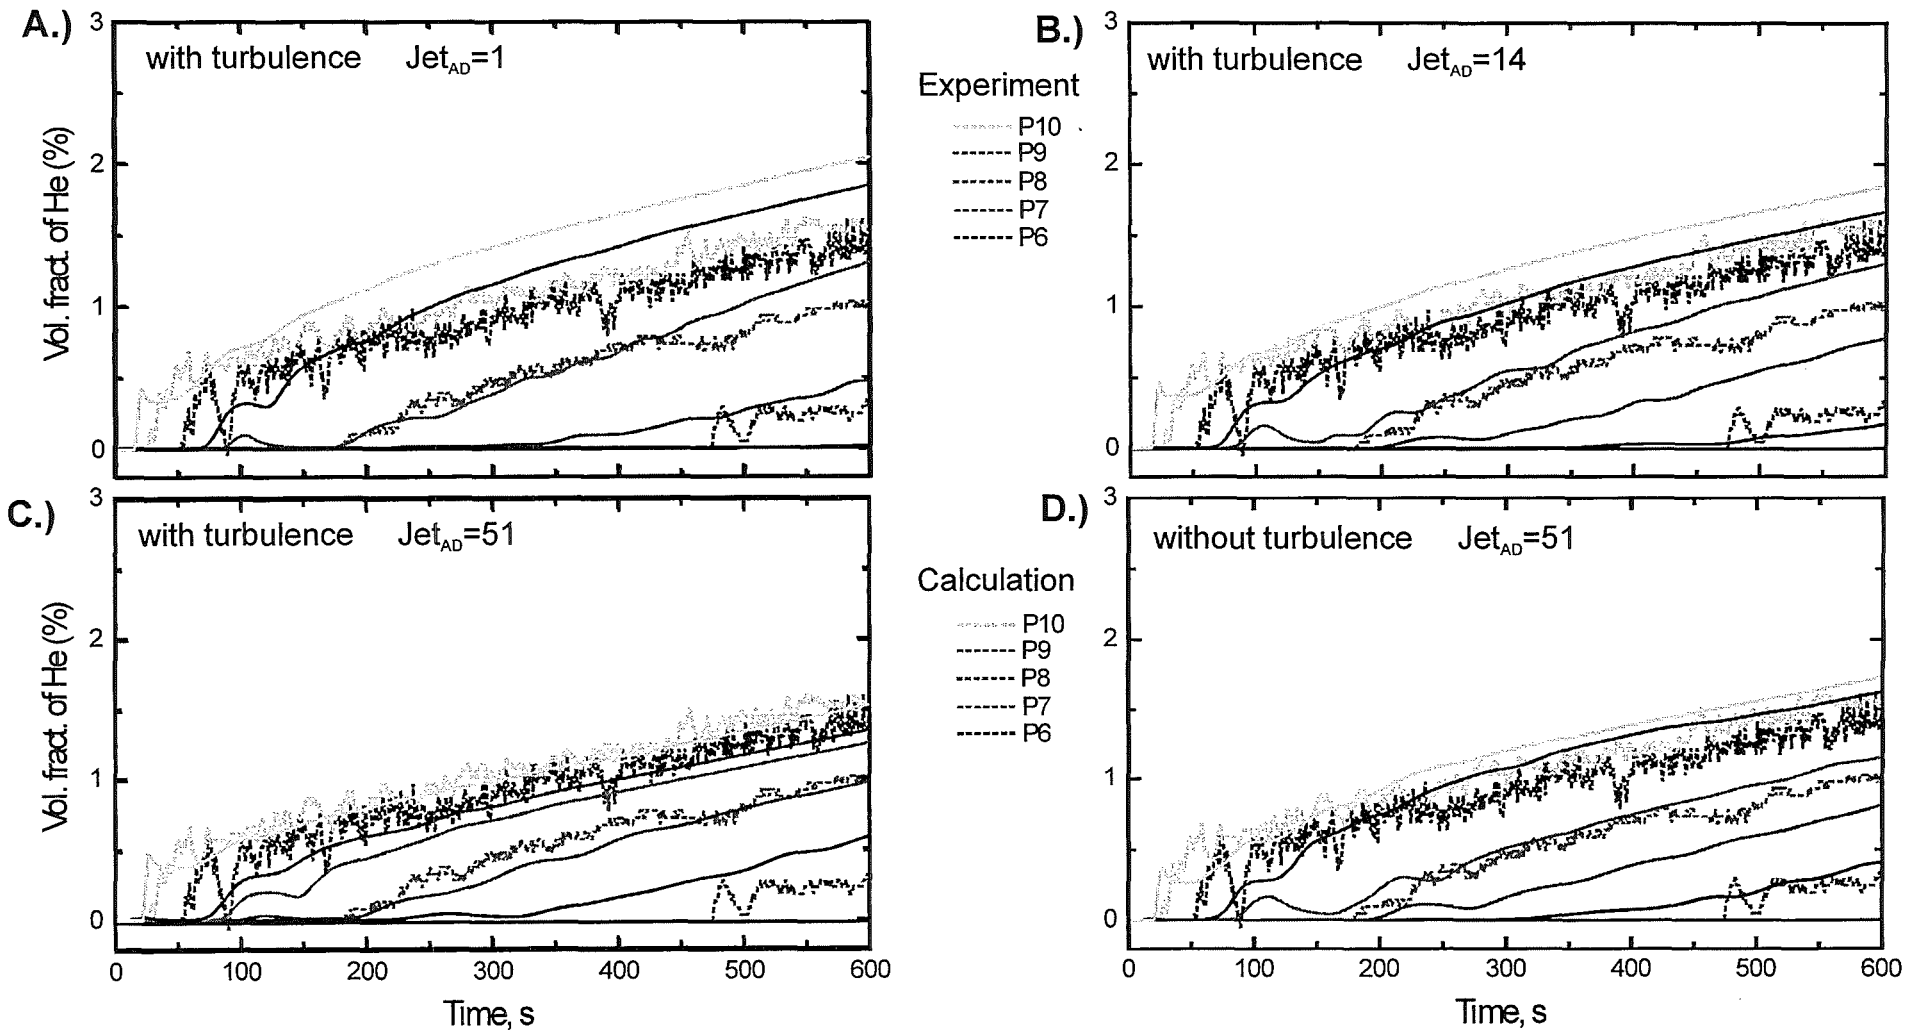 A.)
with turbulence Jet_AD=1
3
2
1
0
Vol. fract. of He (%)
B.)
with turbulence Jet_AD=14
3
2
1
0
Experiment
P10
P9
P8
P7
P6
C.)
with turbulence Jet_AD=51
3
2
1
0
Vol. fract. of He (%)
0 100 200 300 400 500 600
Time, s
Calculation
P10
P9
P8
P7
P6
D.)
without turbulence Jet_AD=51
3
2
1
0
0 100 200 300 400 500 600
Time, s